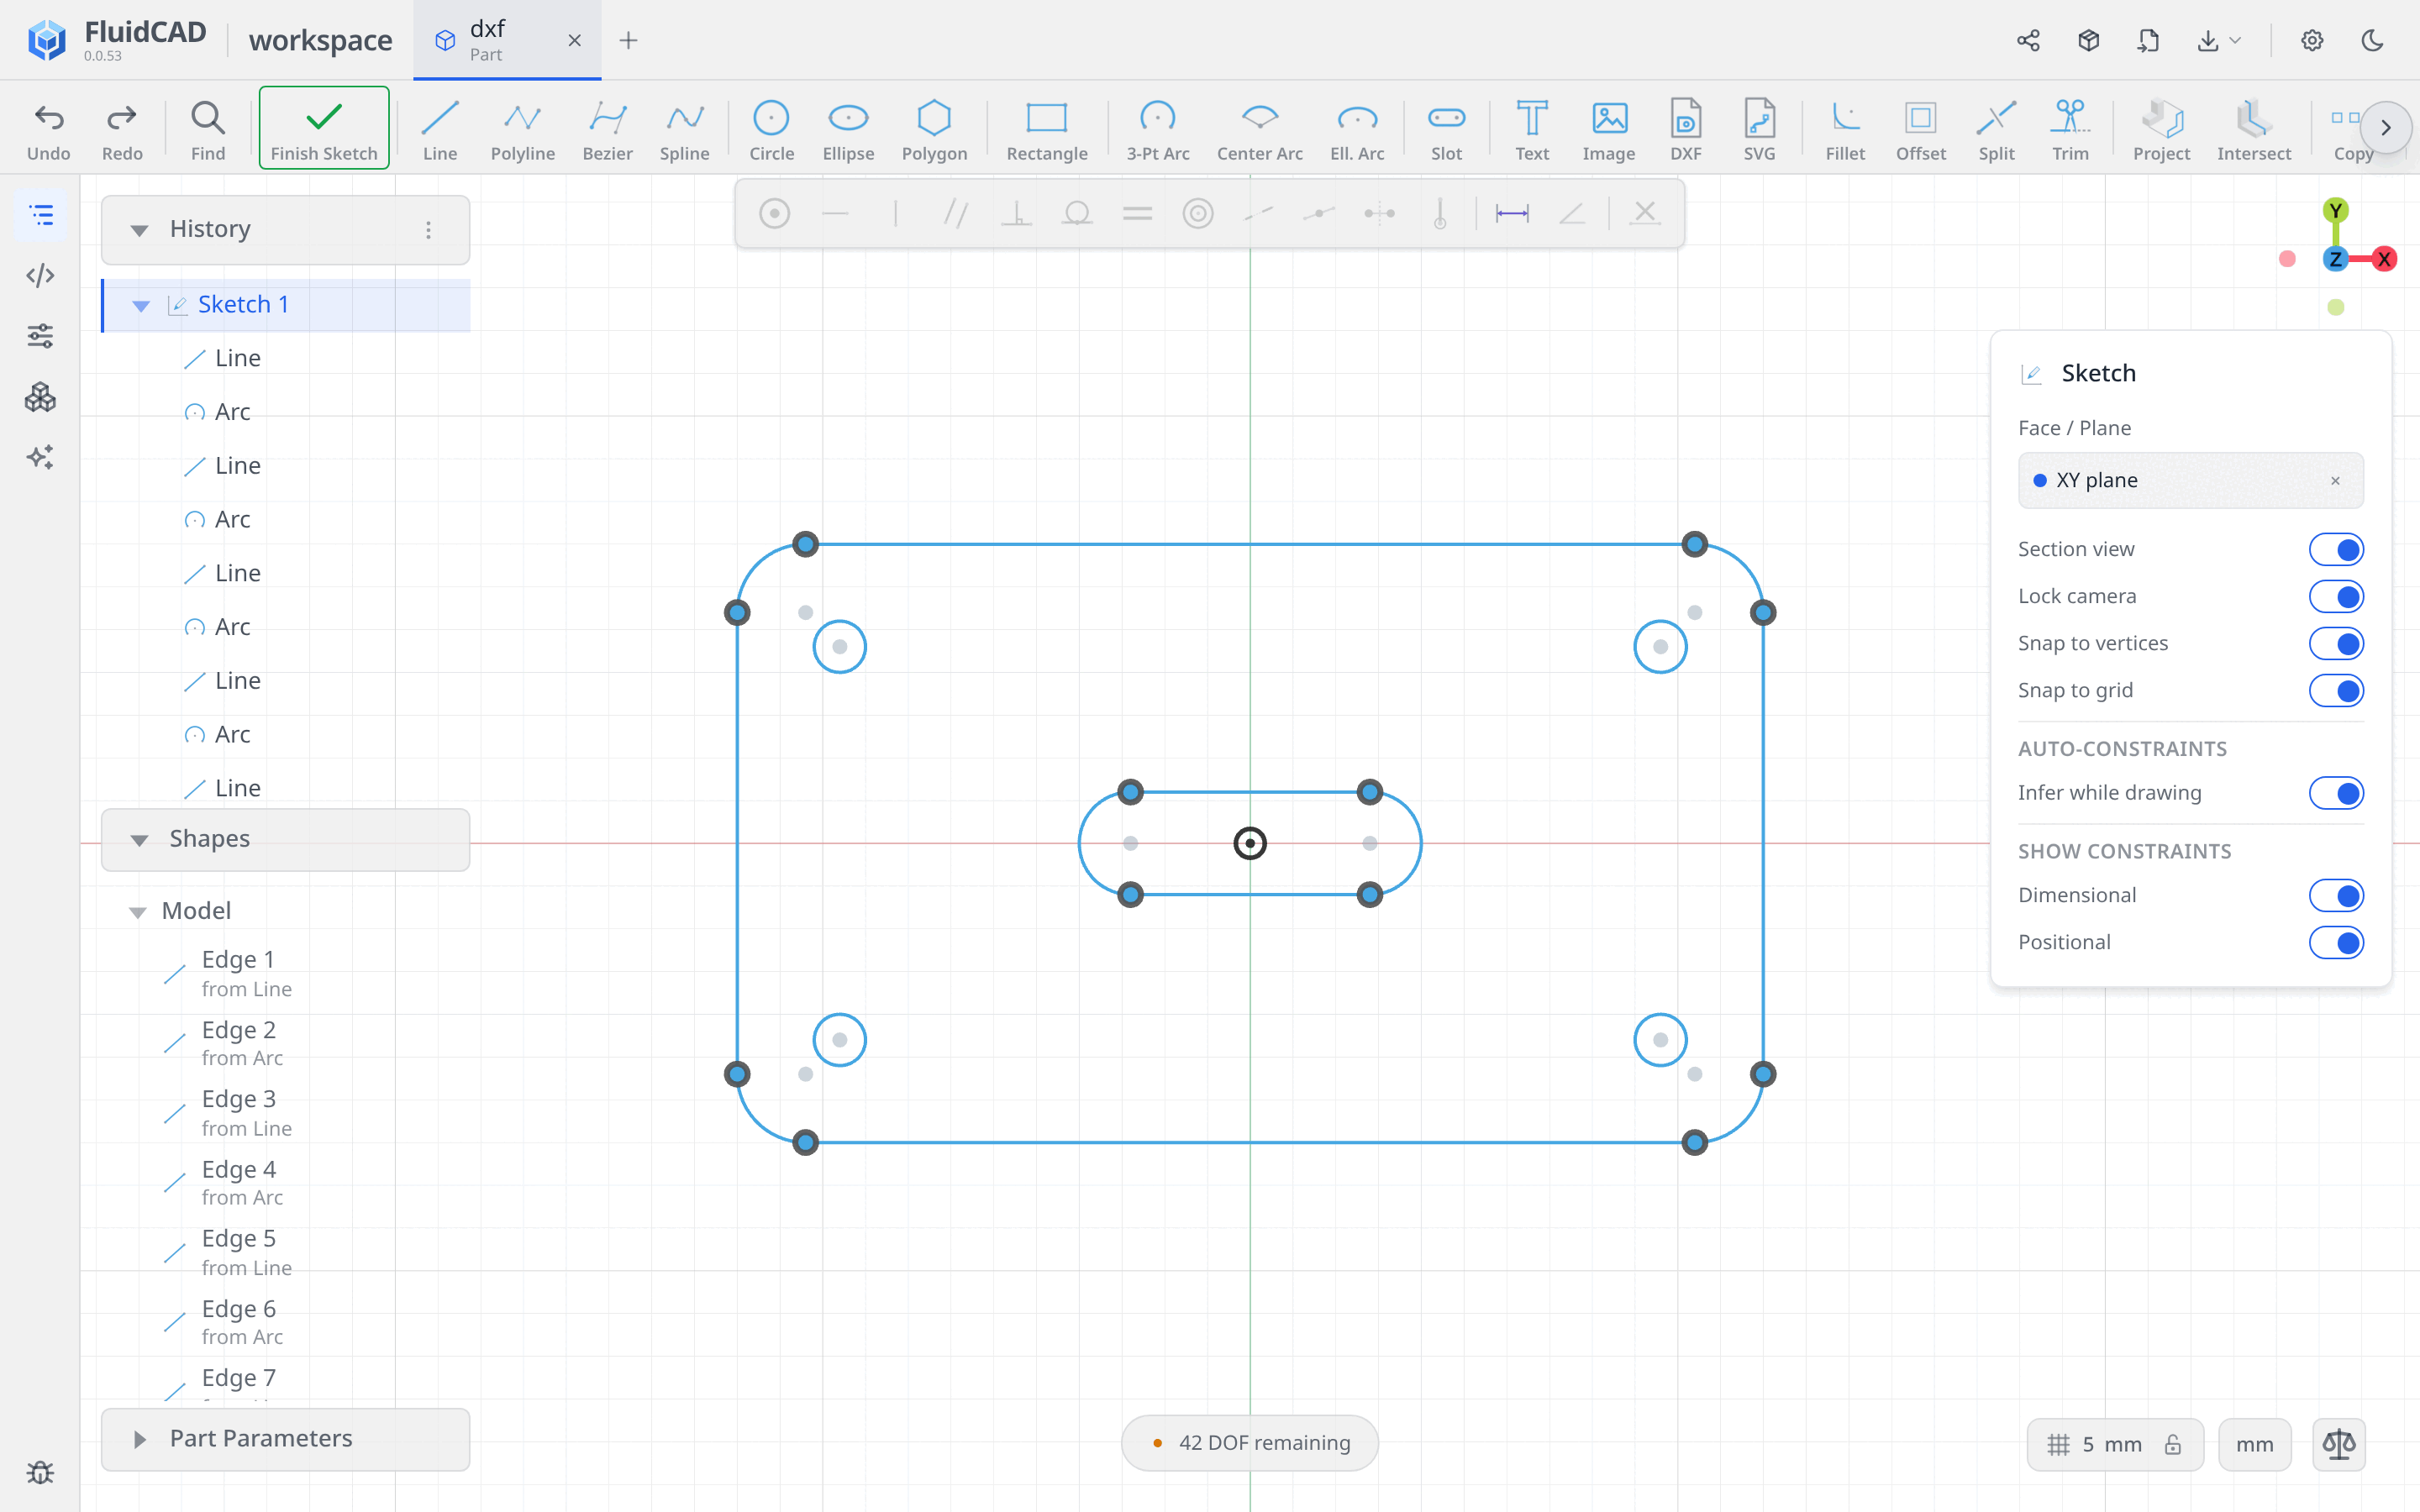 FluidCAD
0.0.53
workspace
dxf
Part
Undo
Redo
Find
Finish Sketch
Line
Polyline
Bezier
Spline
Circle
Ellipse
Polygon
Rectangle
3-Pt Arc
Center Arc
Ell. Arc
Slot
Text
Image
DXF
SVG
Fillet
Offset
Split
Trim
Project
Intersect
Copy
History
Sketch 1
Line
Arc
Line
Arc
Line
Arc
Line
Arc
Line
Shapes
Model
Edge 1
from Line
Edge 2
from Arc
Edge 3
from Line
Edge 4
from Arc
Edge 5
from Line
Edge 6
from Arc
Edge 7
Part Parameters
Y
Z
X
Sketch
Face / Plane
XY plane
Section view
Lock camera
Snap to vertices
Snap to grid
AUTO-CONSTRAINTS
Infer while drawing
SHOW CONSTRAINTS
Dimensional
Positional
42 DOF remaining
5 mm
mm